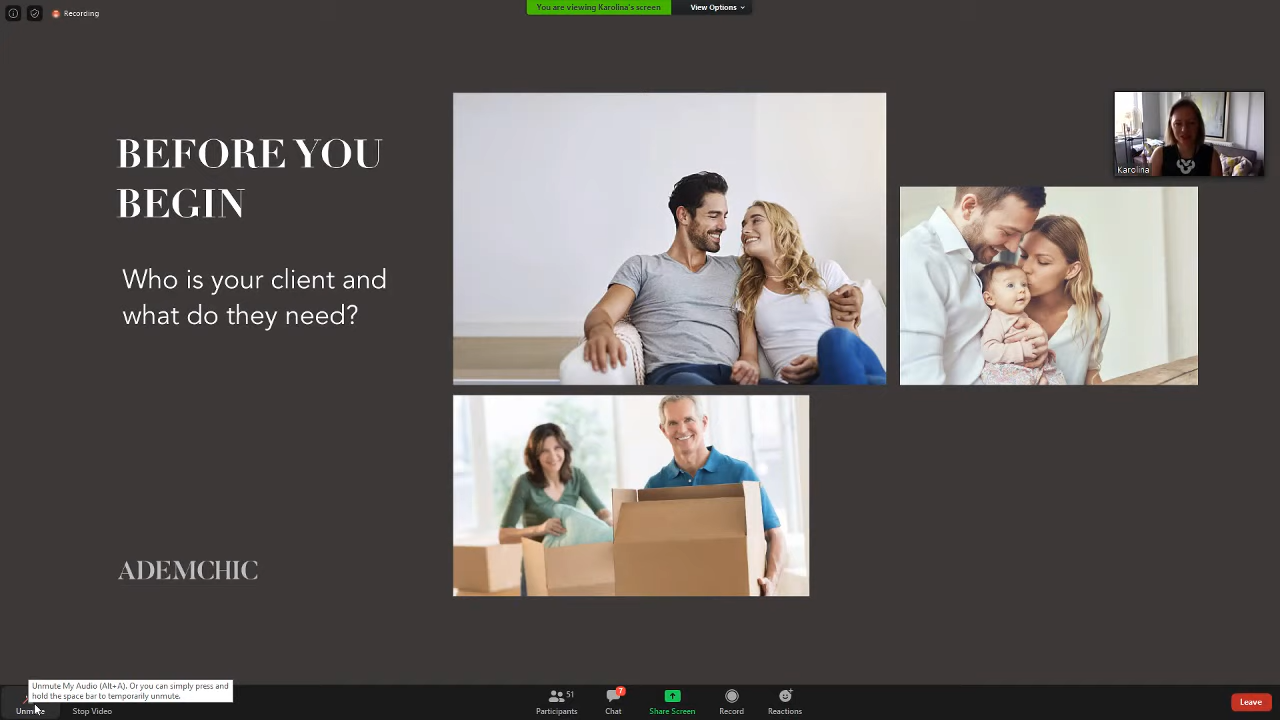 Recording
You are viewing Karolina's screen
View Options
BEFORE YOU
BEGIN
Who is your client and
what do they need?
Karolina
ADEMCHIC
Unmute My Audio (Alt+A). Or you can simply press and
hold the space bar to temporarily unmute.
Unmute
Stop Video
51
Participants
7
Chat
Share Screen
Record
Reactions
Leave